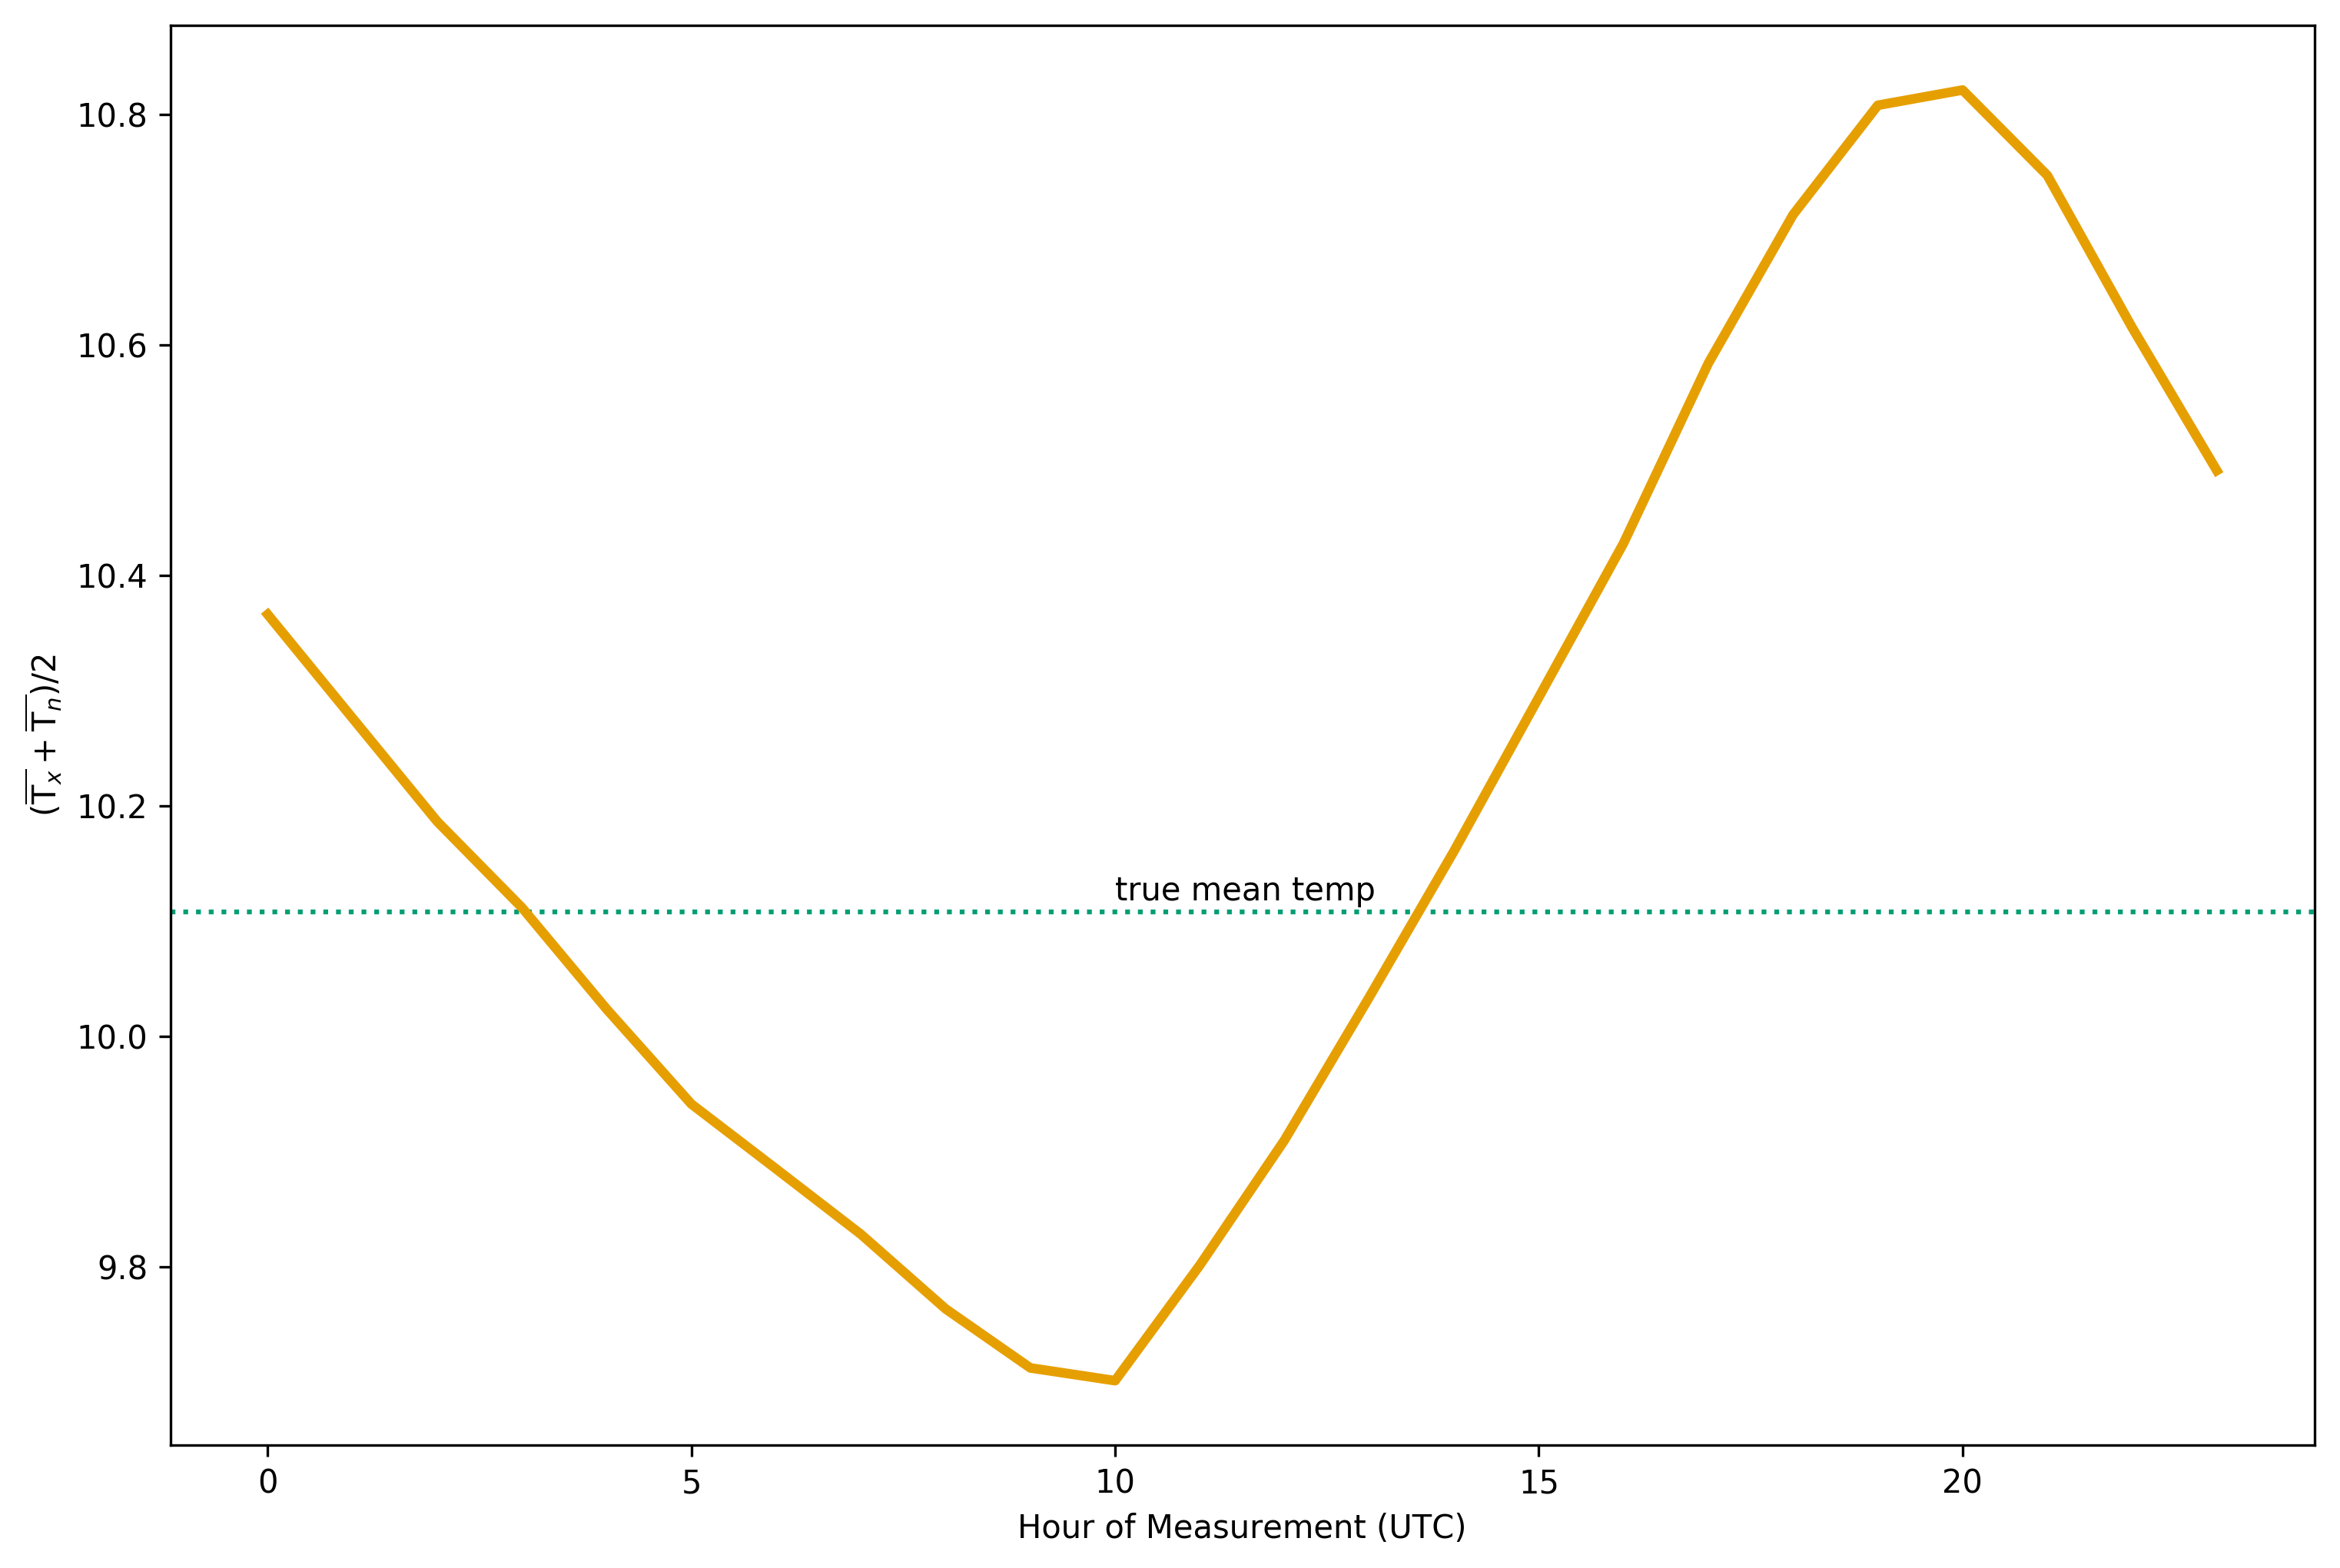 10.8
10.6
10.4
10.2
10.0
9.8
(T̅ₓ + T̅ₙ)/2
true mean temp
0 5 10 15 20
Hour of Measurement (UTC)